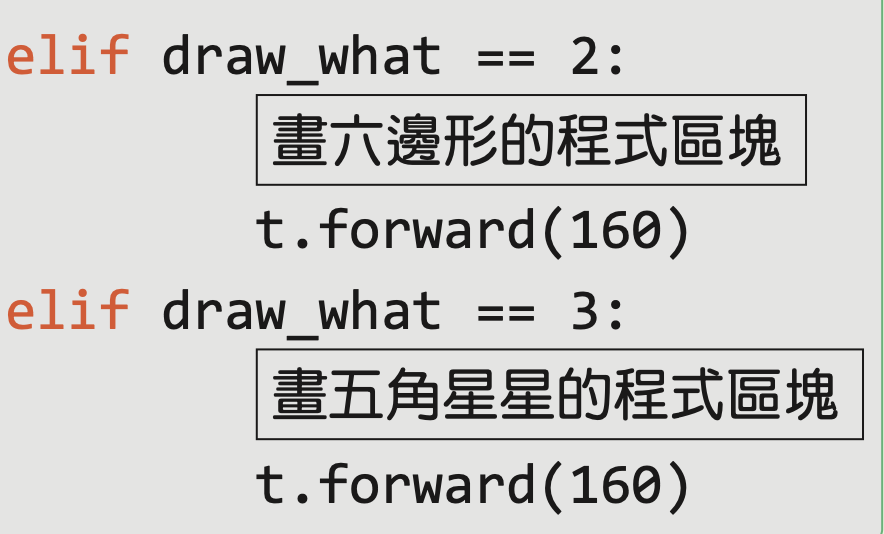 elif draw_what == 2:
畫六邊形的程式區塊
t.forward(160)
elif draw_what == 3:
畫五角星星的程式區塊
t.forward(160)